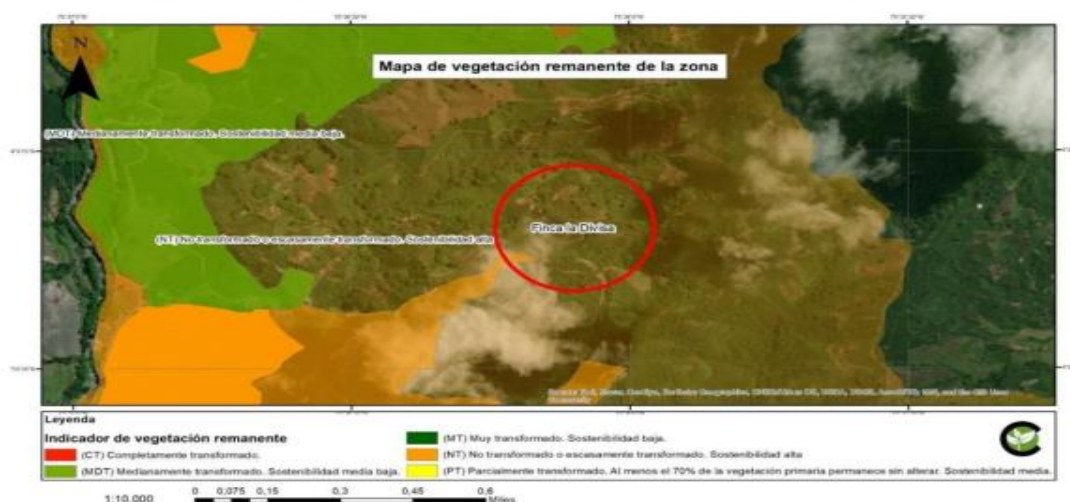 N
Mapa de vegetación remanente de la zona
(MDT) Medianamente transformado. Sostenibilidad media baja.
(NT) No transformado o escasamente transformado. Sostenibilidad alta
Finca la Divisa
Leyenda
Indicador de vegetación remanente
(CT) Completamente transformado.
(MDT) Medianamente transformado. Sostenibilidad media baja.
(MT) Muy transformado. Sostenibilidad baja.
(NT) No transformado o escasamente transformado. Sostenibilidad alta
(PT) Parcialmente transformado. Al menos el 70% de la vegetación primaria permanece sin alterar. Sostenibilidad media.
1:10.000
0 0,075 0,15 0,3 0,45 0,6
Miles